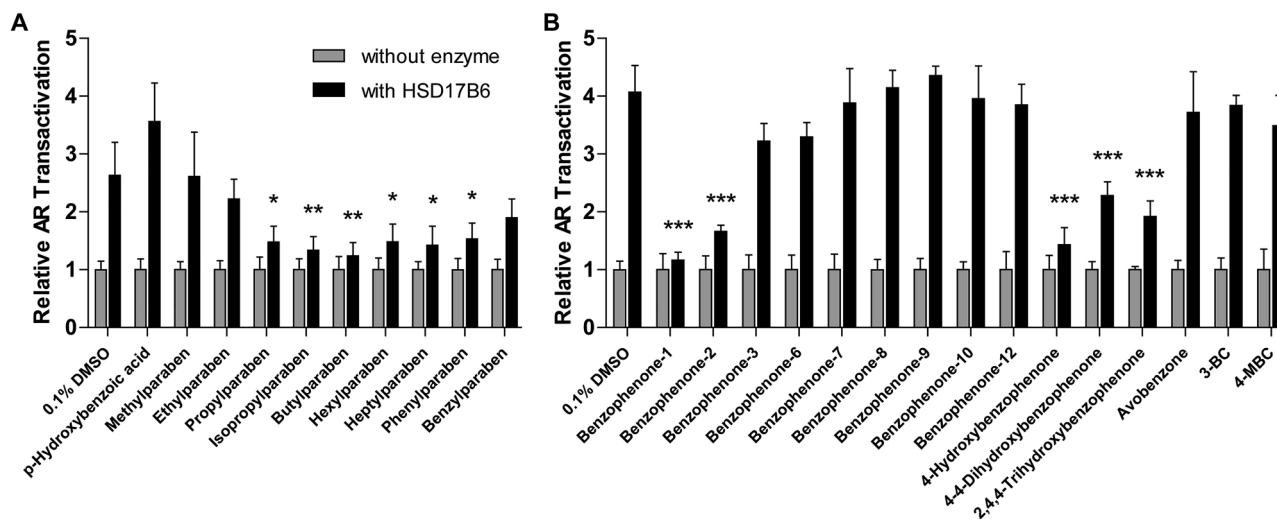 A
Relative AR Transactivation
5
4
3
2
1
0
without enzyme
with HSD17B6
*
**
**
*
*
*
0.1% DMSO
p-Hydroxybenzoic acid
Methylparaben
Ethylparaben
Propylparaben
Isopropylparaben
Butylparaben
Hexylparaben
Heptylparaben
Phenylparaben
Benzylparaben
B
Relative AR Transactivation
5
4
3
2
1
0
***
***
***
***
***
0.1% DMSO
Benzophenone-1
Benzophenone-2
Benzophenone-3
Benzophenone-6
Benzophenone-7
Benzophenone-8
Benzophenone-9
Benzophenone-10
Benzophenone-12
4-Hydroxybenzophenone
4-4-Dihydroxybenzophenone
2,4,4-Trihydroxybenzophenone
Avobenzone
3-BC
4-MBC